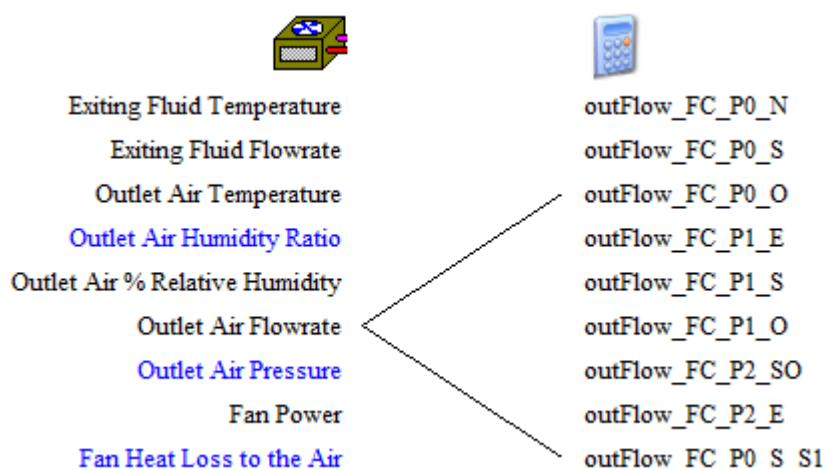 Exiting Fluid Temperature
Exiting Fluid Flowrate
Outlet Air Temperature
Outlet Air Humidity Ratio
Outlet Air % Relative Humidity
Outlet Air Flowrate
Outlet Air Pressure
Fan Power
Fan Heat Loss to the Air
outFlow_FC_P0_N
outFlow_FC_P0_S
outFlow_FC_P0_O
outFlow_FC_P1_E
outFlow_FC_P1_S
outFlow_FC_P1_O
outFlow_FC_P2_SO
outFlow_FC_P2_E
outFlow_FC_P0_S_S1